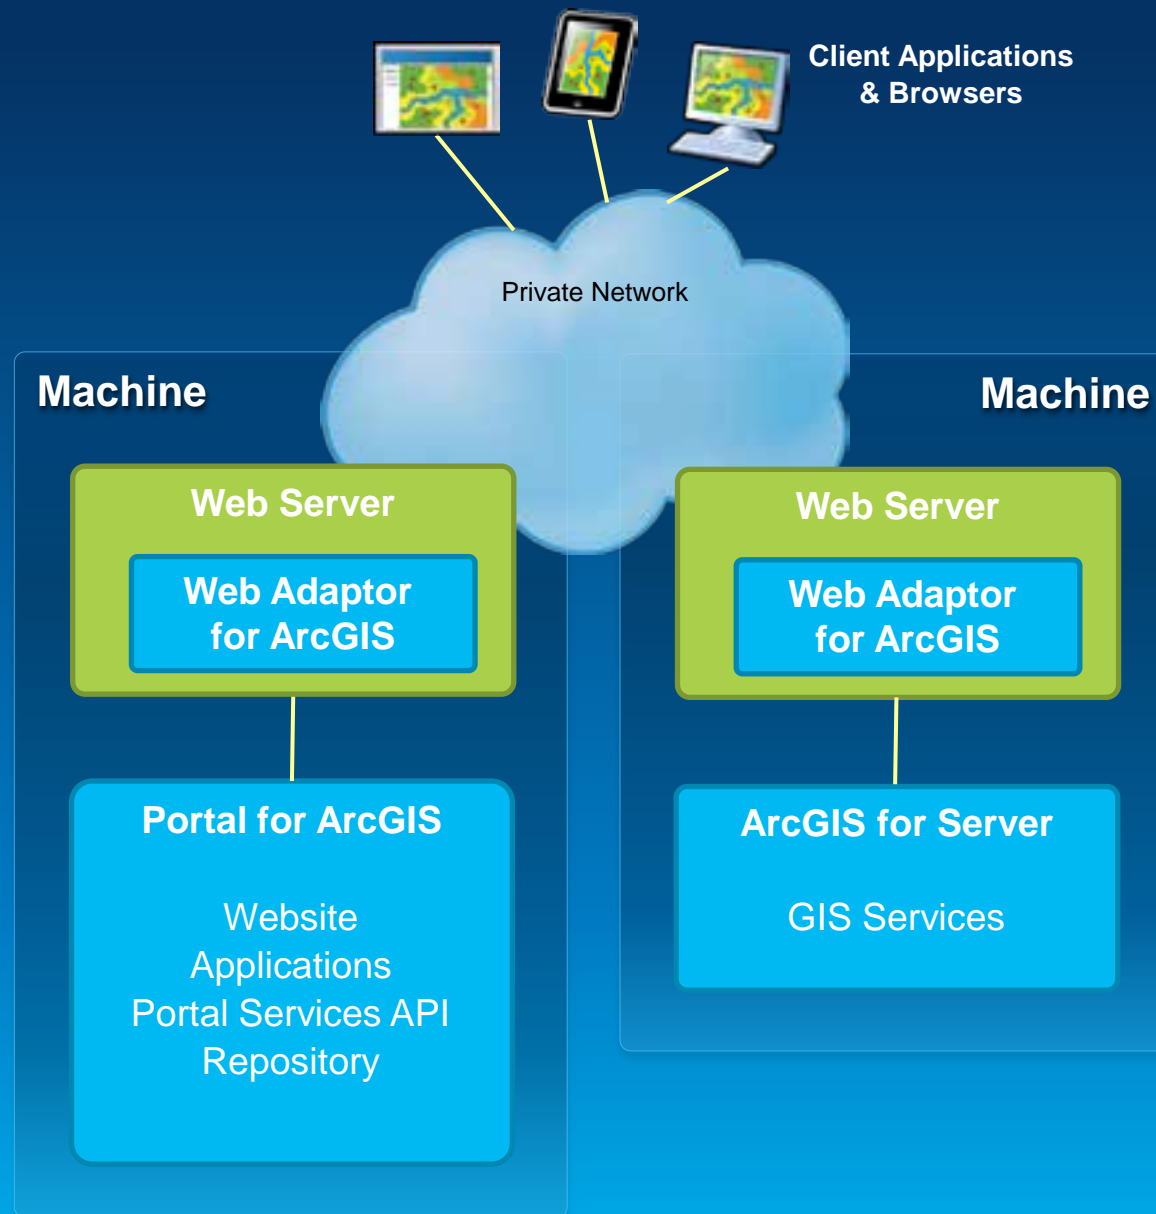 Client Applications
& Browsers
Private Network
Machine
Web Server
Web Adaptor
for ArcGIS
Portal for ArcGIS
Website
Applications
Portal Services API
Repository
Machine
Web Server
Web Adaptor
for ArcGIS
ArcGIS for Server
GIS Services